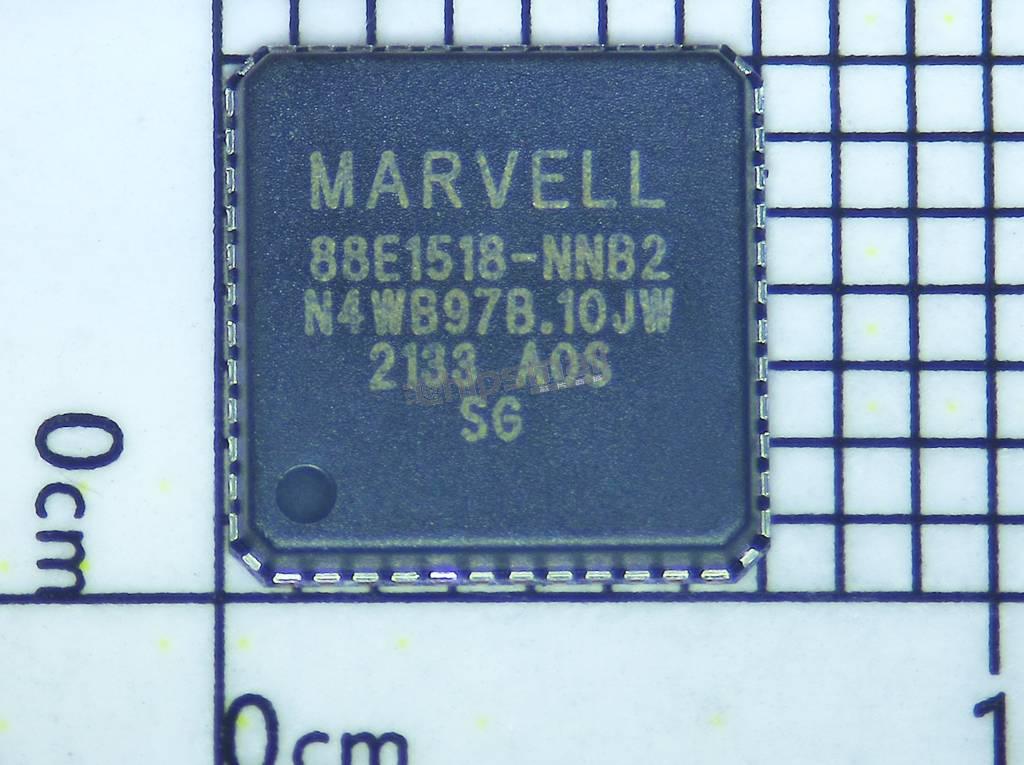 MARVELL
88E1518-NNB2
N4WB97B.10JW
2133 A0S
SG
0cm
0cm
1